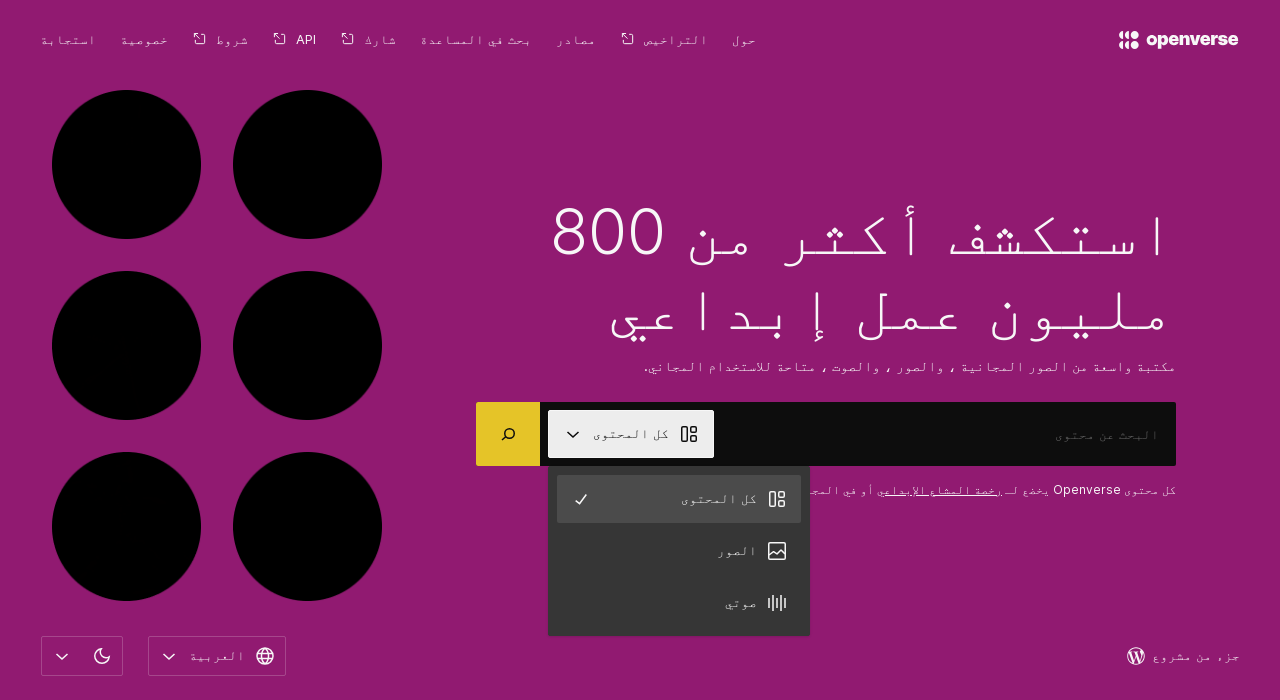 openverse
حول
التراخيص
مصادر
بحث في المساعدة
شارك
API
شروط
خصوصية
استجابة
استكشف أكثر من 800
مليون عمل إبداعي
مكتبة واسعة من الصور المجانية ، والصور ، والصوت ، متاحة للاستخدام المجاني.
البحث عن محتوى
كل المحتوى
كل محتوى Openverse يخضع لـ رخصة المشاع الإبداعي أو في
كل المحتوى
الصور
صوتي
جزء من مشروع
العربية